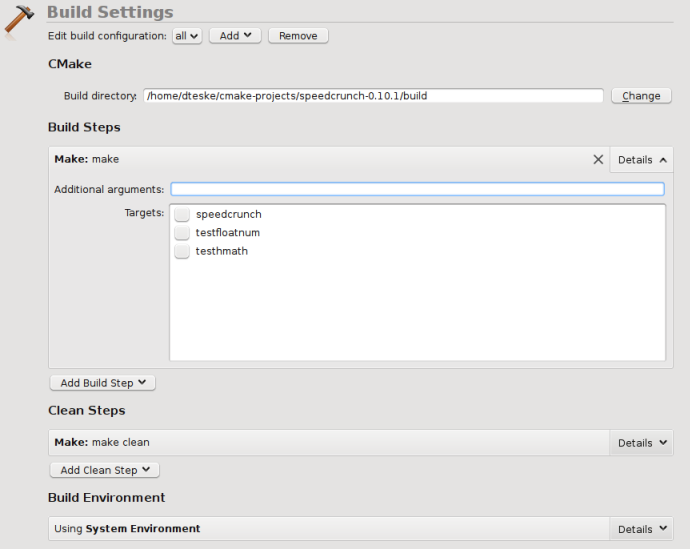 Build Settings
Edit build configuration: all Add Remove
CMake
Build directory: /home/dteske/cmake-projects/speedcrunch-0.10.1/build Change
Build Steps
Make: make Details
Additional arguments:
Targets: speedcrunch
testfloatnum
testhmath
Add Build Step
Clean Steps
Make: make clean Details
Add Clean Step
Build Environment
Using System Environment Details